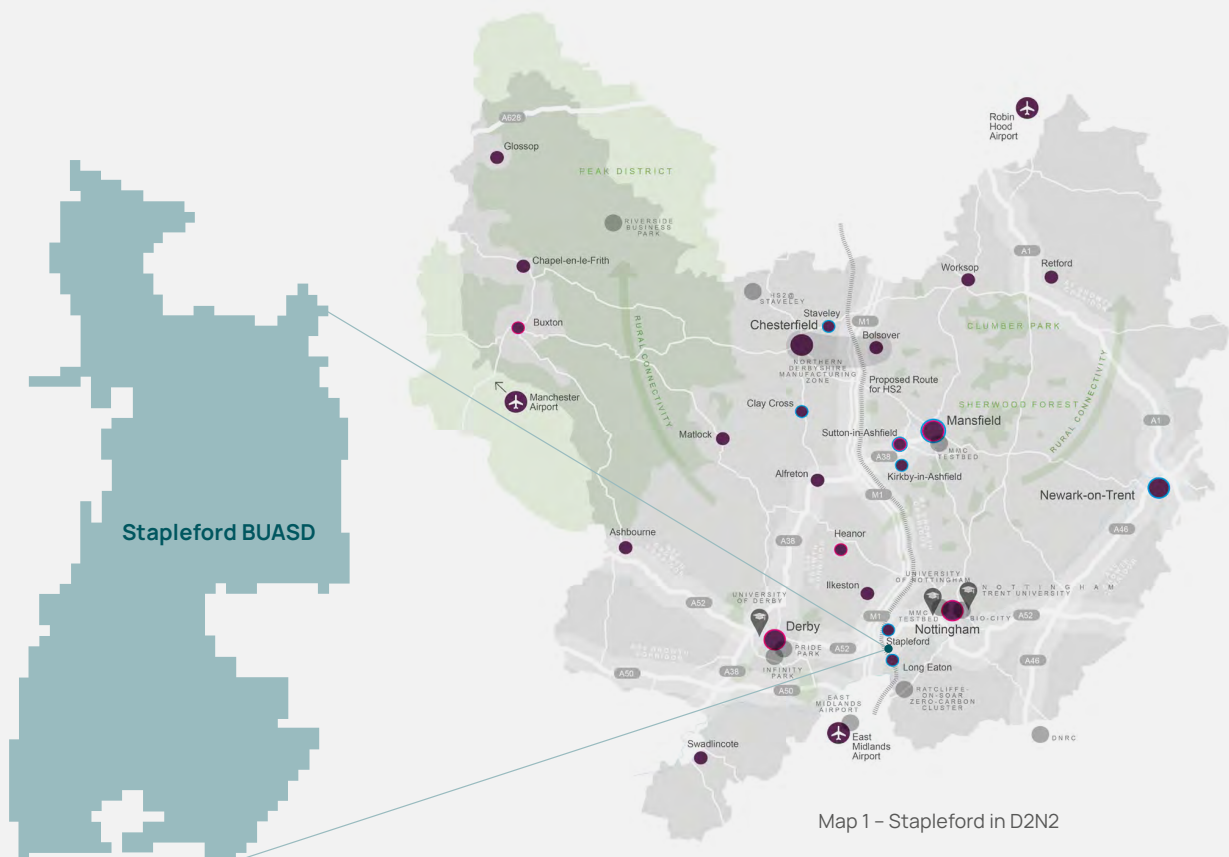 A628
Glossop
PEAK DISTRICT
RIVERSIDE
BUSINESS
PARK
Robin
Hood
Airport
Chapel-en-le-Frith
Buxton
Manchester
Airport
RURAL CONNECTIVITY
HS2@
STAVELEY
Staveley
Chesterfield
M1
Bolsover
NORTHERN
DERBYSHIRE
MANUFACTURING
ZONE
Proposed Route
for HS2
Worksop
A1
Retford
CLUMBER PARK
SHERWOOD FOREST
RURAL CONNECTIVITY
Clay Cross
Matlock
Mansfield
Sutton-in-Ashfield
A38
MMC
TESTBED
Kirkby-in-Ashfield
A1
Alfreton
M1
Newark-on-Trent
A46
Stapleford BUASD
Ashbourne
A38
Heanor
Ilkeston
UNIVERSITY
OF NOTTINGHAM
NOTTINGHAM
TRENT UNIVERSITY
A52
UNIVERSITY
OF DERBY
M1
MMC
TESTBED
BIO-CITY
A52
Derby
Nottingham
PRIDE
PARK
A52
Stapleford
INFINITY
PARK
A38
Long Eaton
A46
A50
A50
RATCLIFFE-
ON-SOAR
ZERO-CARBON
CLUSTER
EAST
MIDLANDS
AIRPORT
East
Midlands
Airport
DNRC
Swadlincote
Map 1 – Stapleford in D2N2